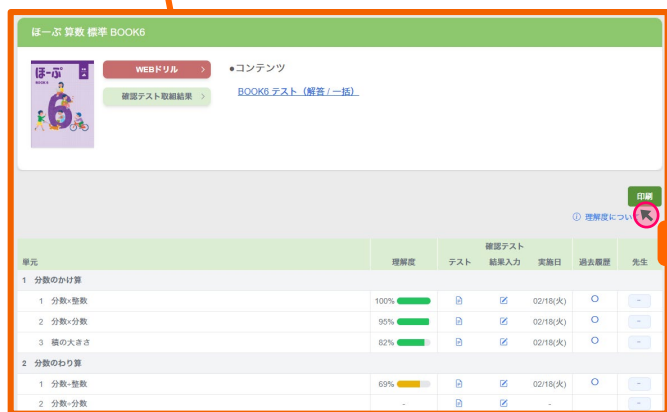 ほーぷ 算数 標準 BOOK6
ほーぷ
6
WEBドリル >
確認テスト取組結果 >
●コンテンツ
BOOK6 テスト（解答 / 一括）
印刷
理解度につい
確認テスト
単元 理解度 テスト 結果入力 実施日 過去履歴 先生
1 分数のかけ算
1 分数×整数 100% 02/18(火) ○ -
2 分数×分数 95% 02/18(火) ○ -
3 積の大きさ 82% 02/18(火) ○ -
2 分数のわり算
1 分数÷整数 69% 02/18(火) ○ -
2 分数÷分数 - - -